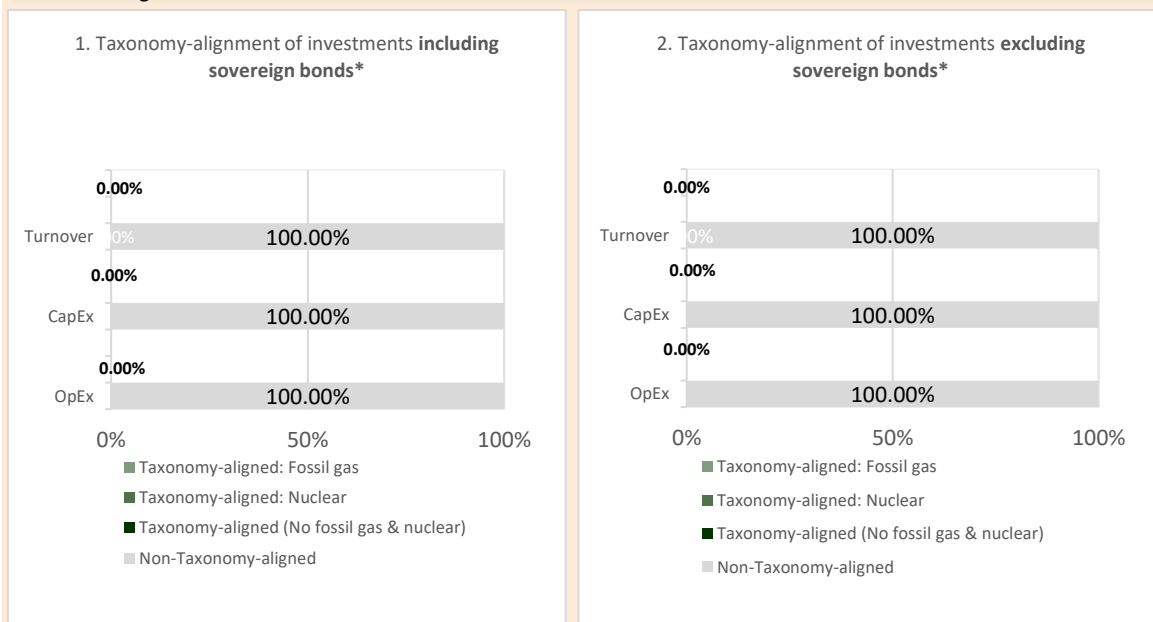 1. Taxonomy-alignment of investments including
sovereign bonds*
0.00%
Turnover 100.00%
0.00%
CapEx 100.00%
0.00%
OpEx 100.00%
0% 50% 100%
Taxonomy-aligned: Fossil gas
Taxonomy-aligned: Nuclear
Taxonomy-aligned (No fossil gas & nuclear)
Non-Taxonomy-aligned
2. Taxonomy-alignment of investments excluding
sovereign bonds*
0.00%
Turnover 100.00%
0.00%
CapEx 100.00%
0.00%
OpEx 100.00%
0% 50% 100%
Taxonomy-aligned: Fossil gas
Taxonomy-aligned: Nuclear
Taxonomy-aligned (No fossil gas & nuclear)
Non-Taxonomy-aligned